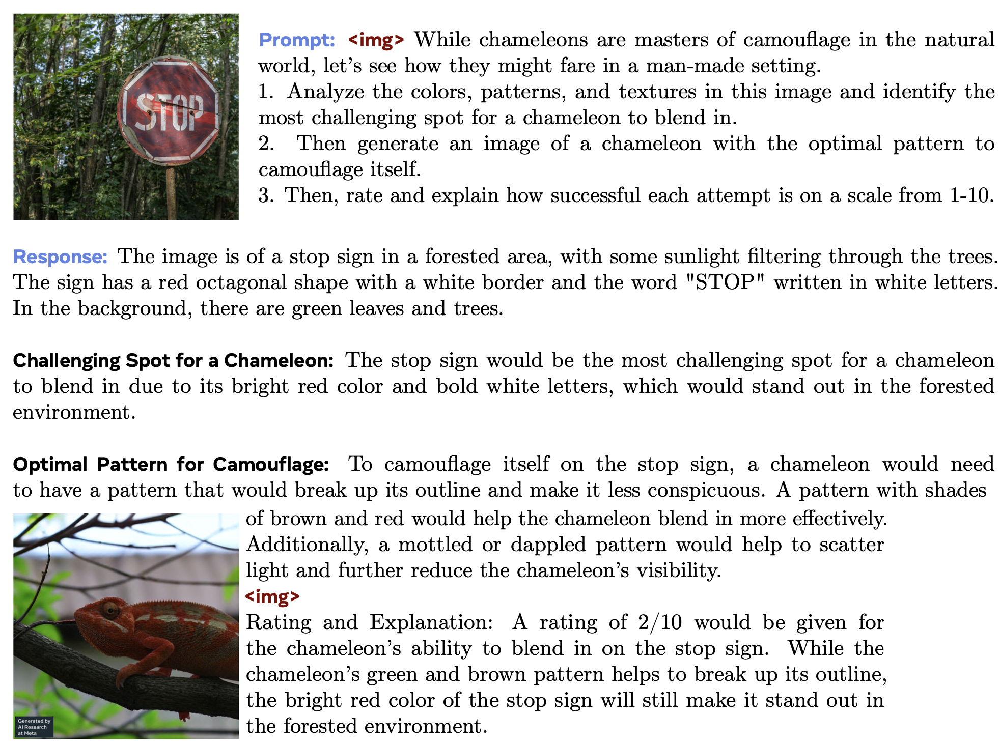 STOP
Prompt: <img> While chameleons are masters of camouflage in the natural
world, let's see how they might fare in a man-made setting.
1. Analyze the colors, patterns, and textures in this image and identify the
most challenging spot for a chameleon to blend in.
2. Then generate an image of a chameleon with the optimal pattern to
camouflage itself.
3. Then, rate and explain how successful each attempt is on a scale from 1-10.
Response: The image is of a stop sign in a forested area, with some sunlight filtering through the trees.
The sign has a red octagonal shape with a white border and the word "STOP" written in white letters.
In the background, there are green leaves and trees.
Challenging Spot for a Chameleon: The stop sign would be the most challenging spot for a chameleon
to blend in due to its bright red color and bold white letters, which would stand out in the forested
environment.
Optimal Pattern for Camouflage: To camouflage itself on the stop sign, a chameleon would need
to have a pattern that would break up its outline and make it less conspicuous. A pattern with shades
of brown and red would help the chameleon blend in more effectively.
Additionally, a mottled or dappled pattern would help to scatter
light and further reduce the chameleon's visibility.
<img>
Rating and Explanation: A rating of 2/10 would be given for
the chameleon's ability to blend in on the stop sign. While the
chameleon's green and brown pattern helps to break up its outline,
the bright red color of the stop sign will still make it stand out in
the forested environment.
Generated by
AI Research
at Meta